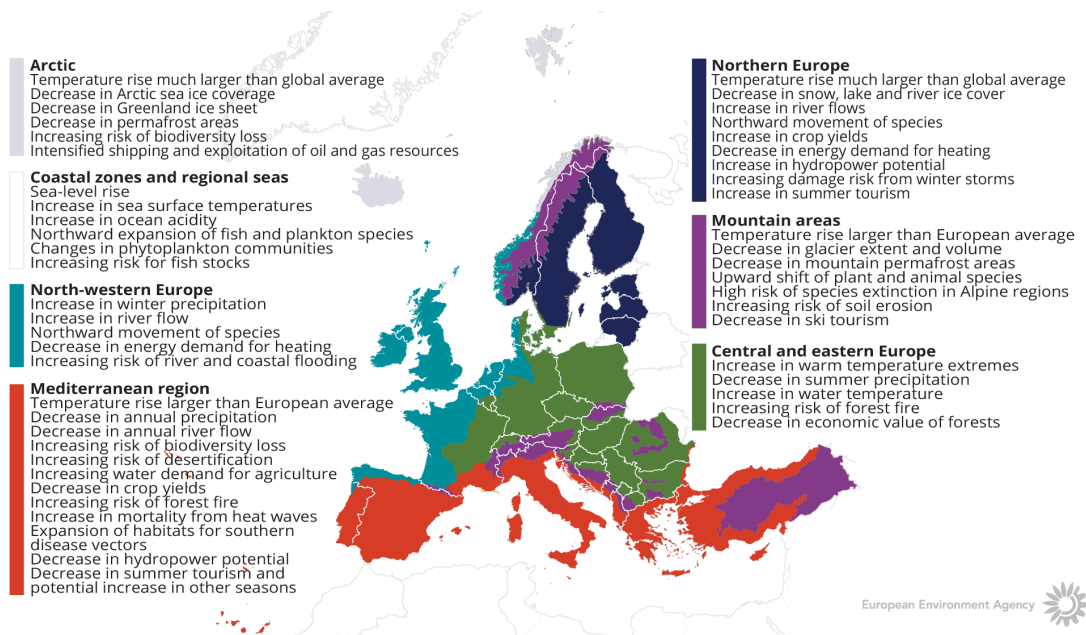 Arctic
Temperature rise much larger than global average
Decrease in Arctic sea ice coverage
Decrease in Greenland ice sheet
Decrease in permafrost areas
Increasing risk of biodiversity loss
Intensified shipping and exploitation of oil and gas resources
Coastal zones and regional seas
Sea-level rise
Increase in sea surface temperatures
Increase in ocean acidity
Northward expansion of fish and plankton species
Changes in phytoplankton communities
Increasing risk for fish stocks
North-western Europe
Increase in winter precipitation
Increase in river flow
Northward movement of species
Decrease in energy demand for heating
Increasing risk of river and coastal flooding
Mediterranean region
Temperature rise larger than European average
Decrease in annual precipitation
Decrease in annual river flow
Increasing risk of biodiversity loss
Increasing risk of desertification
Increasing water demand for agriculture
Decrease in crop yields
Increasing risk of forest fire
Increase in mortality from heat waves
Expansion of habitats for southern
disease vectors
Decrease in hydropower potential
Decrease in summer tourism and
potential increase in other seasons
Northern Europe
Temperature rise much larger than global average
Decrease in snow, lake and river ice cover
Increase in river flows
Northward movement of species
Increase in crop yields
Decrease in energy demand for heating
Increase in hydropower potential
Increasing damage risk from winter storms
Increase in summer tourism
Mountain areas
Temperature rise larger than European average
Decrease in glacier extent and volume
Decrease in mountain permafrost areas
Upward shift of plant and animal species
High risk of species extinction in Alpine regions
Increasing risk of soil erosion
Decrease in ski tourism
Central and eastern Europe
Increase in warm temperature extremes
Decrease in summer precipitation
Increase in water temperature
Increasing risk of forest fire
Decrease in economic value of forests
European Environment Agency